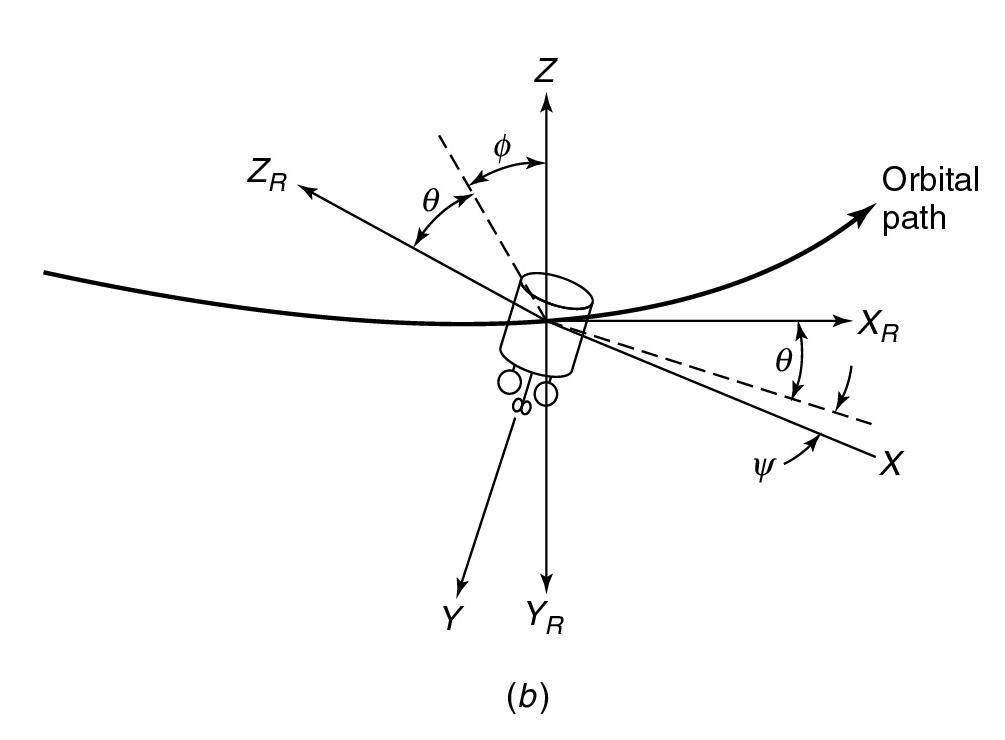 Z
ϕ
Z_R
θ
Orbital
path
X_R
θ
ψ
X
Y
Y_R
(b)